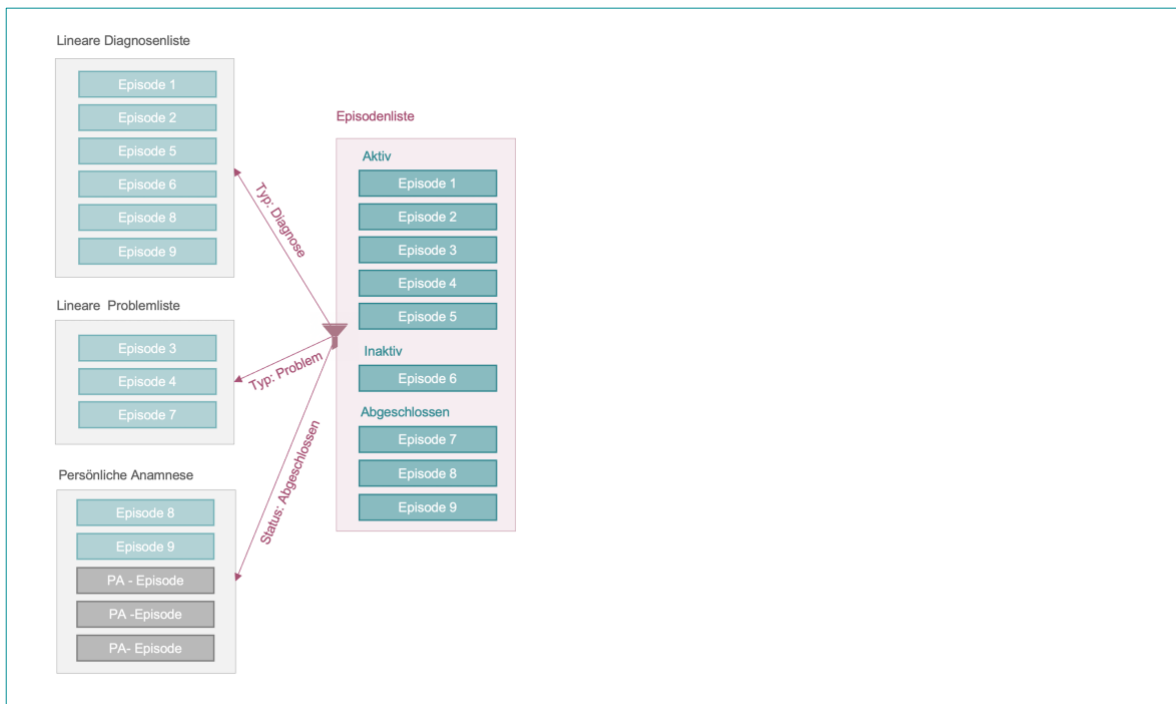 Lineare Diagnosenliste
Episode 1
Episode 2
Episode 5
Episode 6
Episode 8
Episode 9
Lineare  Problemliste
Episode 3
Episode 4
Episode 7
Persönliche Anamnese
Episode 8
Episode 9
PA - Episode
PA -Episode
PA- Episode
Typ: Diagnose
Typ: Problem
Status: Abgeschlossen
Episodenliste
Aktiv
Episode 1
Episode 2
Episode 3
Episode 4
Episode 5
Inaktiv
Episode 6
Abgeschlossen
Episode 7
Episode 8
Episode 9